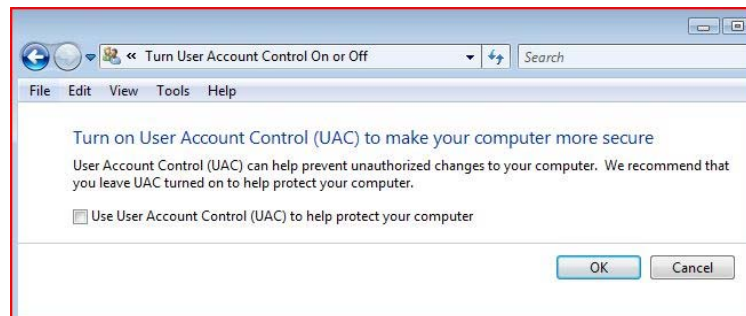 « Turn User Account Control On or Off
Search
File Edit View Tools Help
Turn on User Account Control (UAC) to make your computer more secure
User Account Control (UAC) can help prevent unauthorized changes to your computer. We recommend that
you leave UAC turned on to help protect your computer.
Use User Account Control (UAC) to help protect your computer
OK Cancel